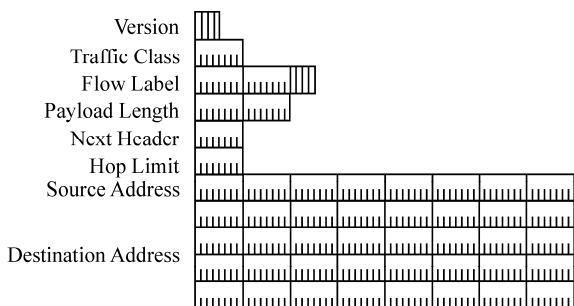 Version
Traffic Class
Flow Label
Payload Length
Next Header
Hop Limit
Source Address
Destination Address